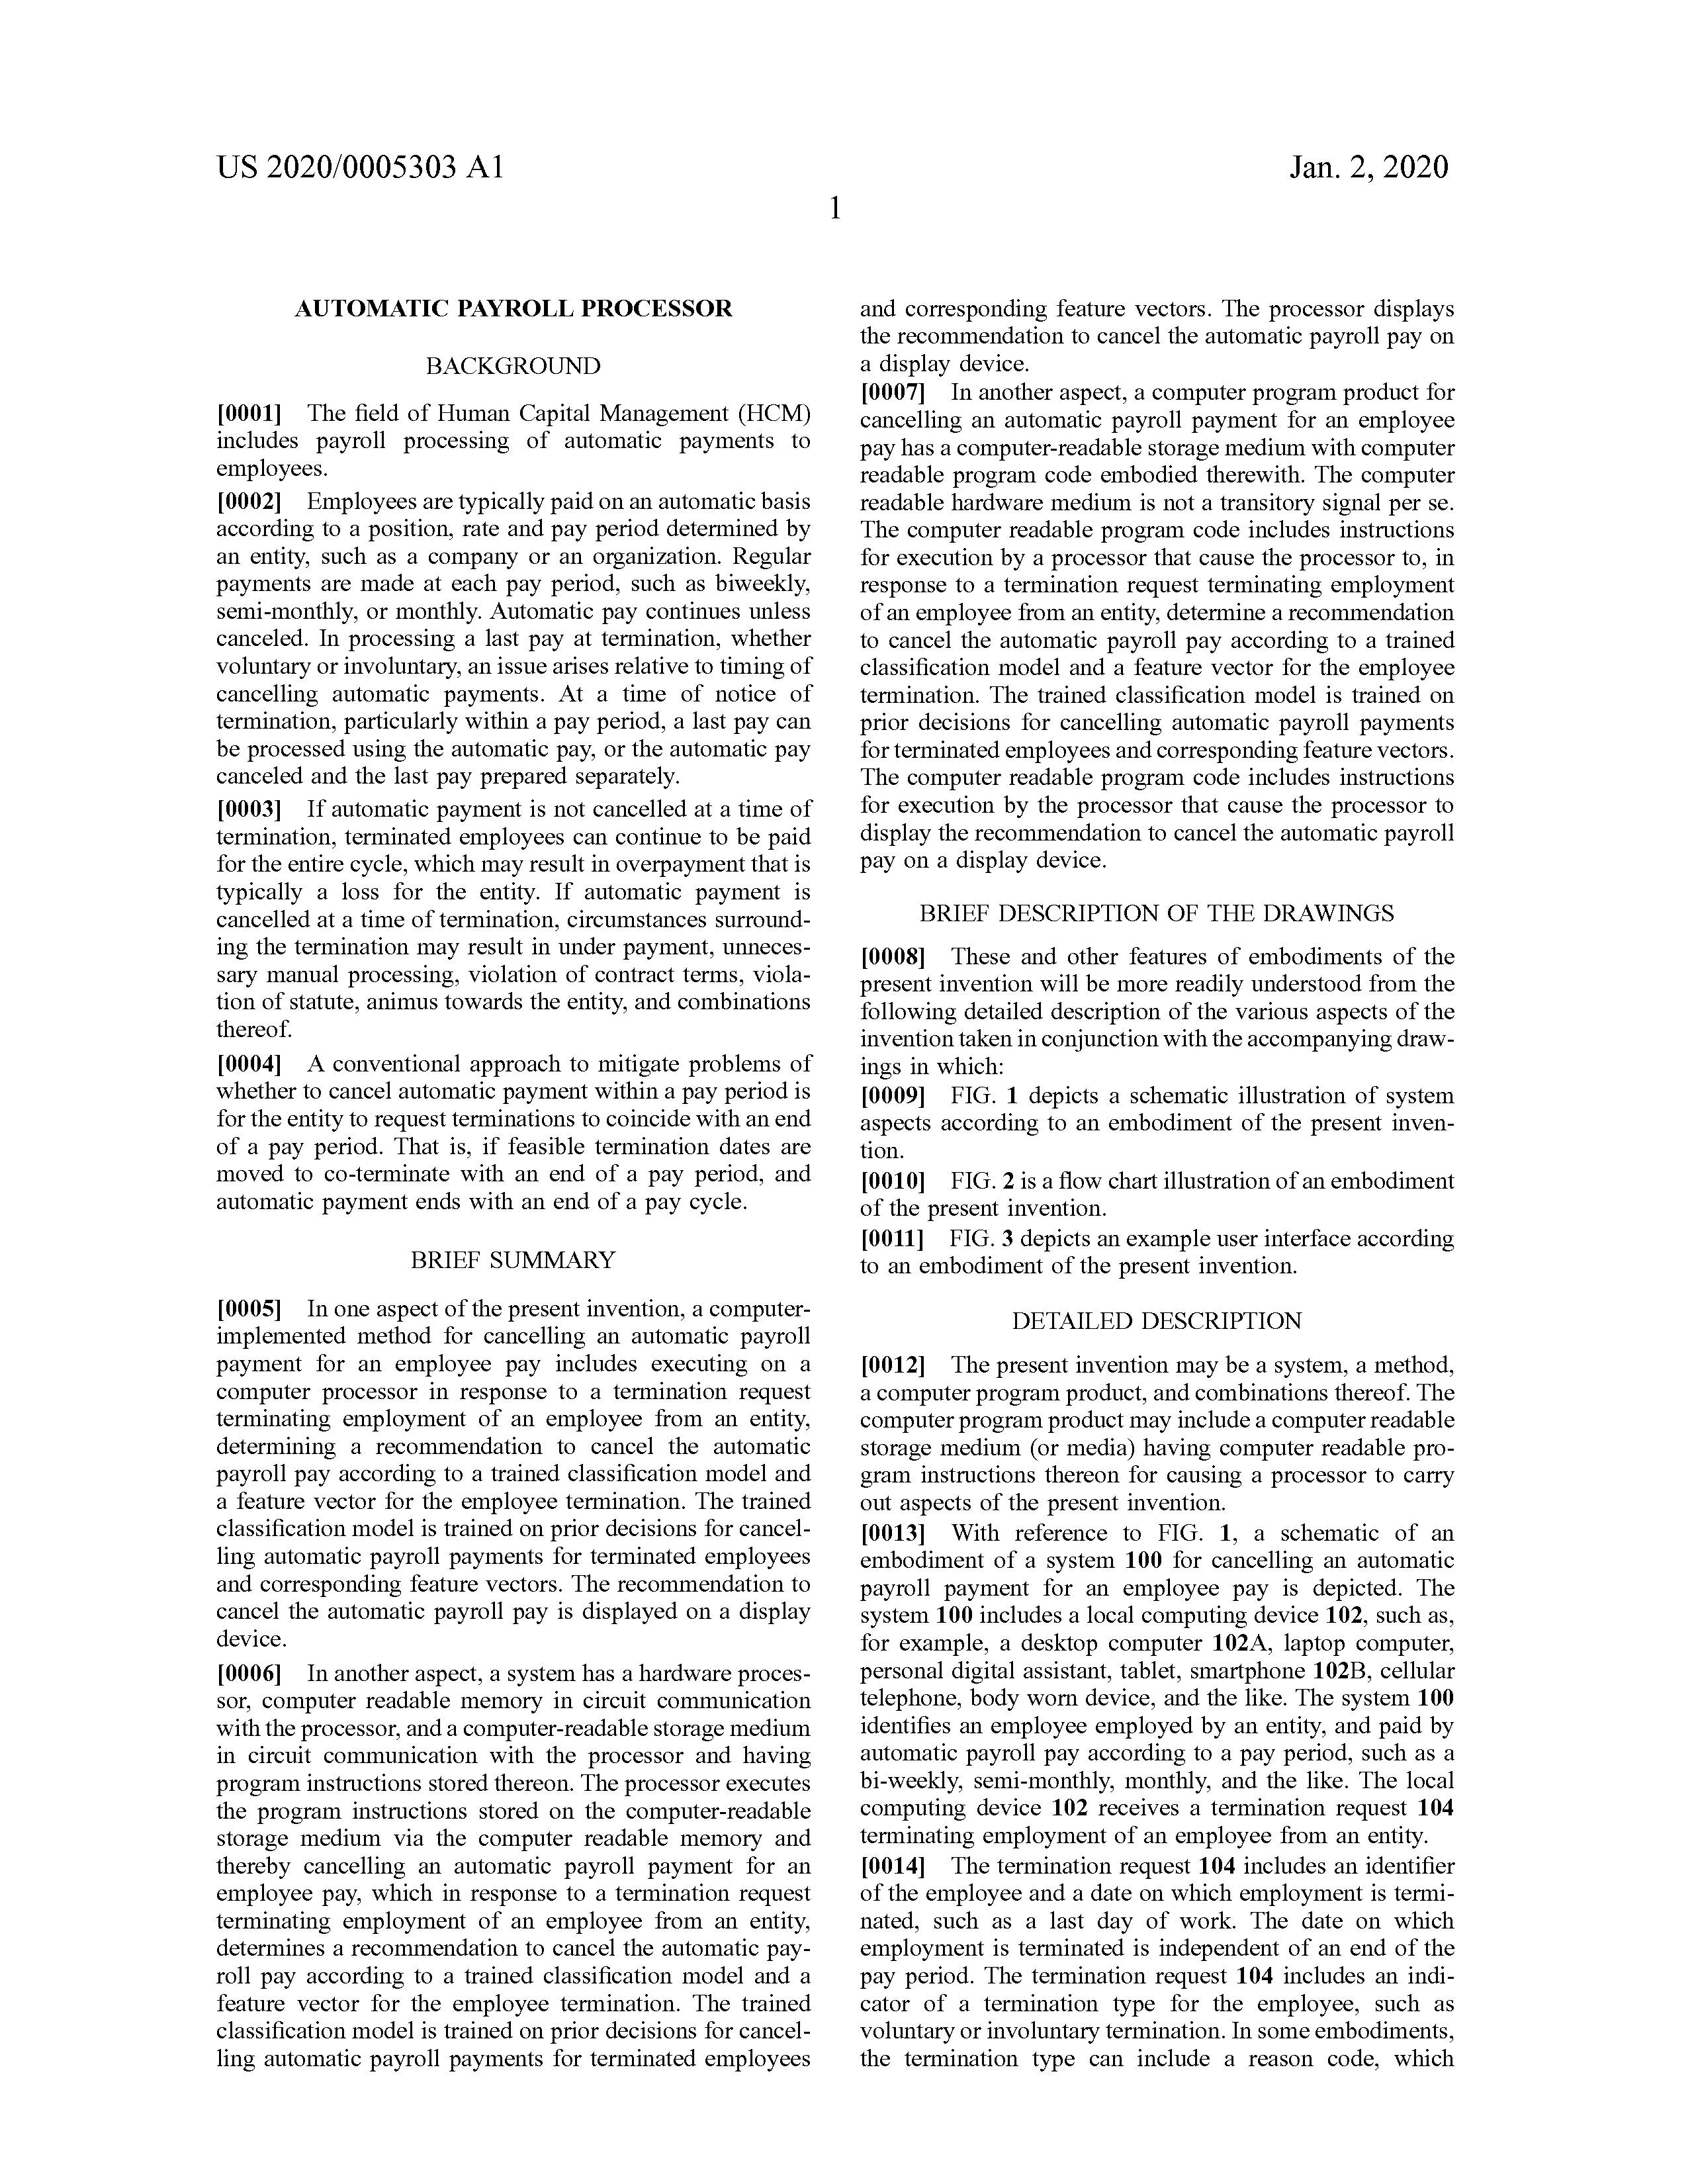 US 2020/0005303 A1
Jan. 2, 2020
1
AUTOMATIC PAYROLL PROCESSOR
BACKGROUND
[0001] The field of Human Capital Management (HCM)
includes payroll processing of automatic payments to
employees.
[0002] Employees are typically paid on an automatic basis
according to a position, rate and pay period determined by
an entity, such as a company or an organization. Regular
payments are made at each pay period, such as biweekly,
semi-monthly, or monthly. Automatic pay continues unless
canceled. In processing a last pay at termination, whether
voluntary or involuntary, an issue arises relative to timing of
cancelling automatic payments. At a time of notice of
termination, particularly within a pay period, a last pay can
be processed using the automatic pay, or the automatic pay
canceled and the last pay prepared separately.
[0003] If automatic payment is not cancelled at a time of
termination, terminated employees can continue to be paid
for the entire cycle, which may result in overpayment that is
typically a loss for the entity. If automatic payment is
cancelled at a time of termination, circumstances surround-
ing the termination may result in under payment, unneces-
sary manual processing, violation of contract terms, viola-
tion of statute, animus towards the entity, and combinations
thereof.
[0004] A conventional approach to mitigate problems of
whether to cancel automatic payment within a pay period is
for the entity to request terminations to coincide with an end
of a pay period. That is, if feasible termination dates are
moved to co-terminate with an end of a pay period, and
automatic payment ends with an end of a pay cycle.
BRIEF SUMMARY
[0005] In one aspect of the present invention, a computer-
implemented method for cancelling an automatic payroll
payment for an employee pay includes executing on a
computer processor in response to a termination request
terminating employment of an employee from an entity,
determining a recommendation to cancel the automatic
payroll pay according to a trained classification model and
a feature vector for the employee termination. The trained
classification model is trained on prior decisions for cancel-
ling automatic payroll payments for terminated employees
and corresponding feature vectors. The recommendation to
cancel the automatic payroll pay is displayed on a display
device.
[0006] In another aspect, a system has a hardware proces-
sor, computer readable memory in circuit communication
with the processor, and a computer-readable storage medium
in circuit communication with the processor and having
program instructions stored thereon. The processor executes
the program instructions stored on the computer-readable
storage medium via the computer readable memory and
thereby cancelling an automatic payroll payment for an
employee pay, which in response to a termination request
terminating employment of an employee from an entity,
determines a recommendation to cancel the automatic pay-
roll pay according to a trained classification model and a
feature vector for the employee termination. The trained
classification model is trained on prior decisions for cancel-
ling automatic payroll payments for terminated employees
and corresponding feature vectors. The processor displays
the recommendation to cancel the automatic payroll pay on
a display device.
[0007] In another aspect, a computer program product for
cancelling an automatic payroll payment for an employee
pay has a computer-readable storage medium with computer
readable program code embodied therewith. The computer
readable hardware medium is not a transitory signal per se.
The computer readable program code includes instructions
for execution by a processor that cause the processor to, in
response to a termination request terminating employment
of an employee from an entity, determine a recommendation
to cancel the automatic payroll pay according to a trained
classification model and a feature vector for the employee
termination. The trained classification model is trained on
prior decisions for cancelling automatic payroll payments
for terminated employees and corresponding feature vectors.
The computer readable program code includes instructions
for execution by the processor that cause the processor to
display the recommendation to cancel the automatic payroll
pay on a display device.
BRIEF DESCRIPTION OF THE DRAWINGS
[0008] These and other features of embodiments of the
present invention will be more readily understood from the
following detailed description of the various aspects of the
invention taken in conjunction with the accompanying draw-
ings in which:
[0009] FIG. 1 depicts a schematic illustration of system
aspects according to an embodiment of the present inven-
tion.
[0010] FIG. 2 is a flow chart illustration of an embodiment
of the present invention.
[0011] FIG. 3 depicts an example user interface according
to an embodiment of the present invention.
DETAILED DESCRIPTION
[0012] The present invention may be a system, a method,
a computer program product, and combinations thereof. The
computer program product may include a computer readable
storage medium (or media) having computer readable pro-
gram instructions thereon for causing a processor to carry
out aspects of the present invention.
[0013] With reference to FIG. 1, a schematic of an
embodiment of a system 100 for cancelling an automatic
payroll payment for an employee pay is depicted. The
system 100 includes a local computing device 102, such as,
for example, a desktop computer 102A, laptop computer,
personal digital assistant, tablet, smartphone 102B, cellular
telephone, body worn device, and the like. The system 100
identifies an employee employed by an entity, and paid by
automatic payroll pay according to a pay period, such as a
bi-weekly, semi-monthly, monthly, and the like. The local
computing device 102 receives a termination request 104
terminating employment of an employee from an entity.
[0014] The termination request 104 includes an identifier
of the employee and a date on which employment is termi-
nated, such as a last day of work. The date on which
employment is terminated is independent of an end of the
pay period. The termination request 104 includes an indi-
cator of a termination type for the employee, such as
voluntary or involuntary termination. In some embodiments,
the termination type can include a reason code, which